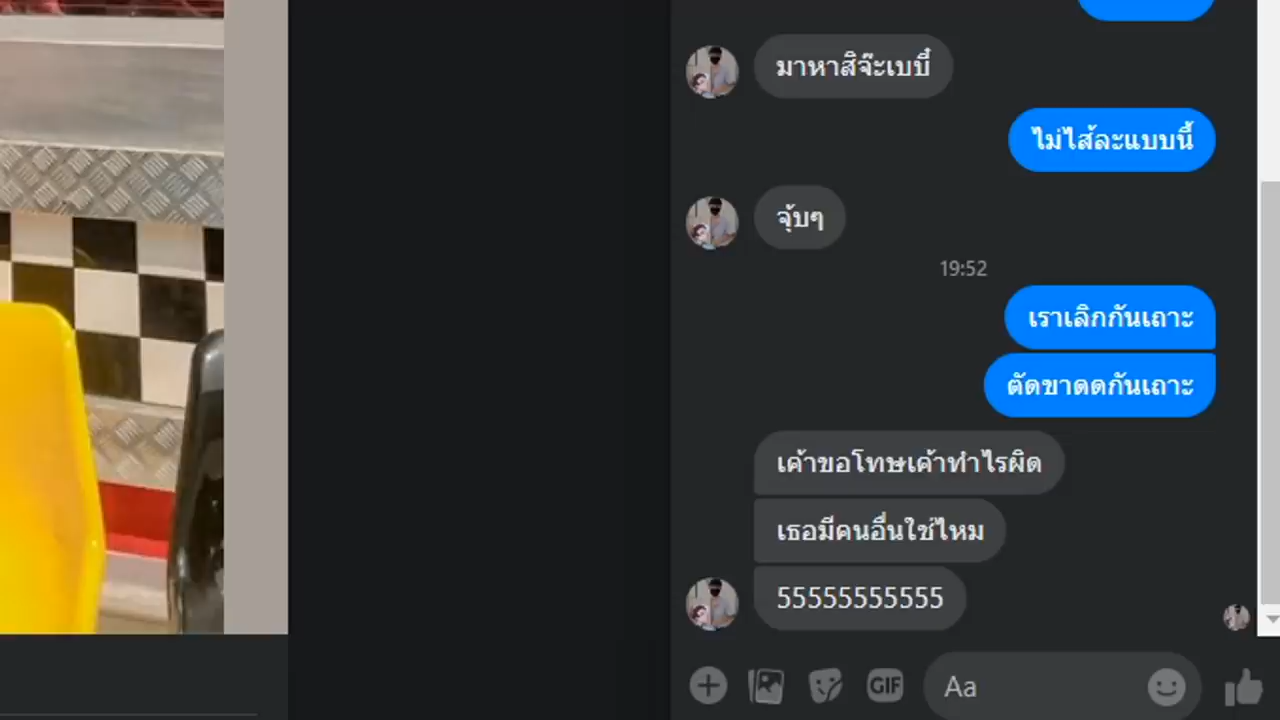 มาหาสิจ๊ะเบบี๋
ไม่ไส้ละแบบนี้
จุ้บๆ
19:52
เราเลิกกันเถาะ
ตัดขาดดกันเถาะ
เค้าขอโทษเค้าทำไรผิด
เธอมีคนอื่นใช่ไหม
55555555555
GIF
Aa